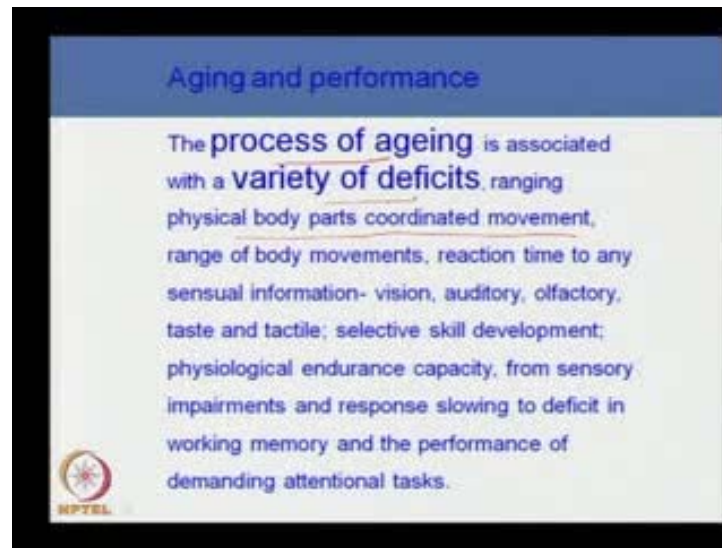 Aging and performance
The process of ageing is associated
with a variety of deficits, ranging
physical body parts coordinated movement,
range of body movements, reaction time to any
sensual information- vision, auditory, olfactory,
taste and tactile; selective skill development;
physiological endurance capacity, from sensory
impairments and response slowing to deficit in
working memory and the performance of
demanding attentional tasks.
NPTEL